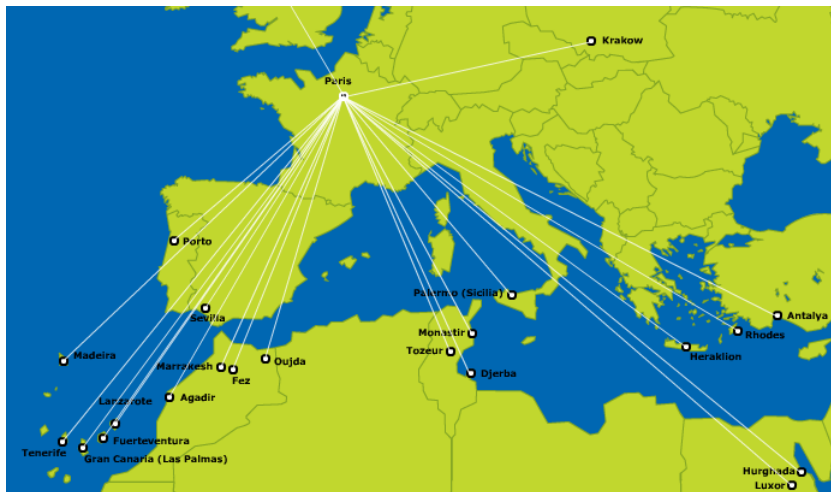 Krakow
Paris
Porto
Sevilla
Palermo (Sicilia)
Antalya
Rhodes
Heraklion
Monastir
Tozeur
Djerba
Madeira
Marrakesh
Fez
Oujda
Agadir
Lanzarote
Fuerteventura
Tenerife
Gran Canaria (Las Palmas)
Hurghada
Luxor